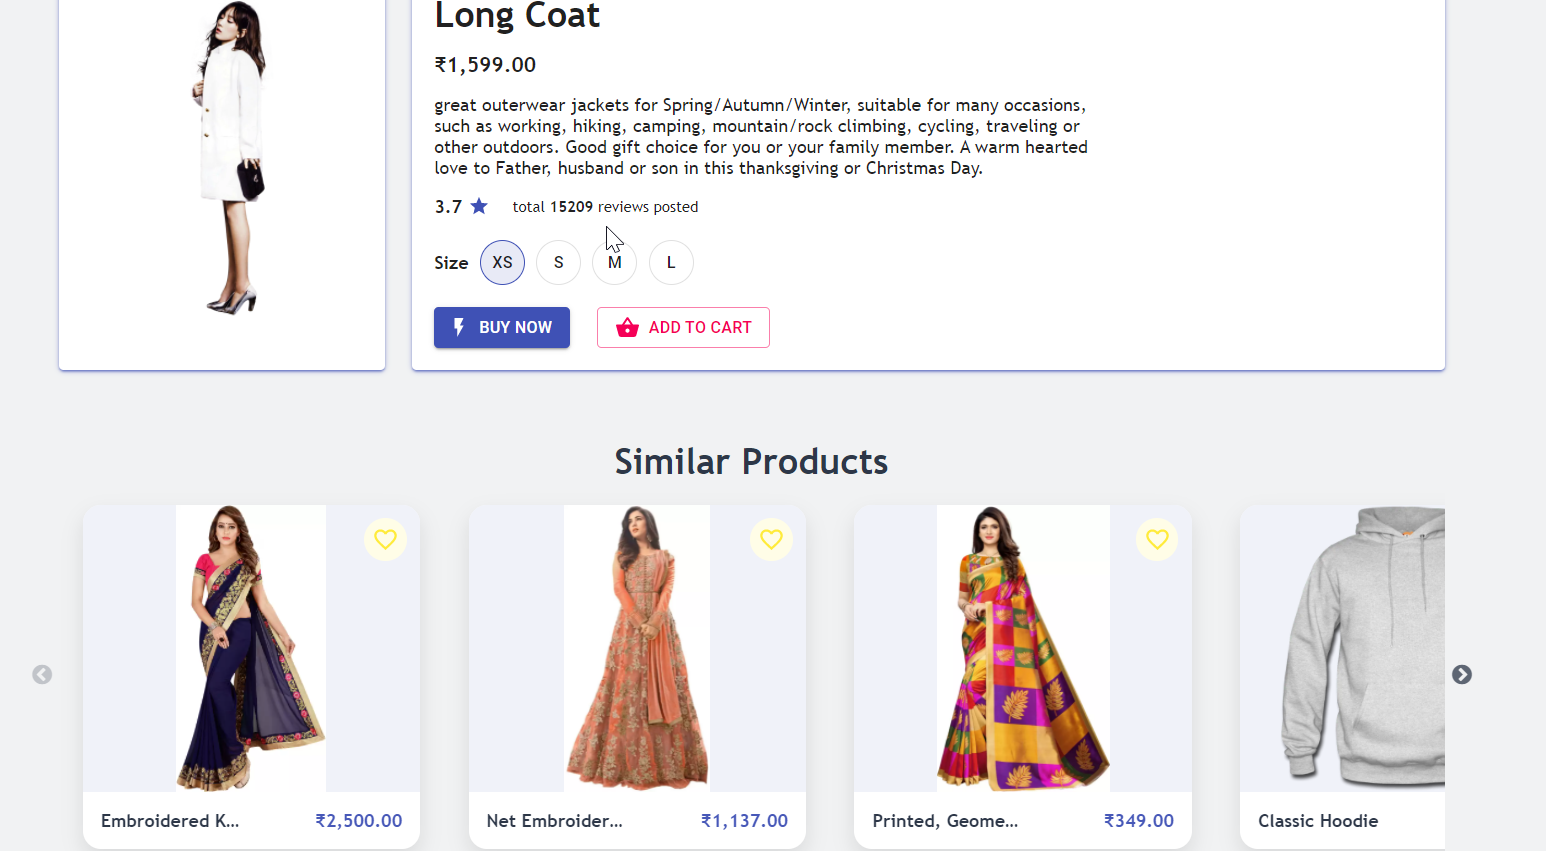 Long Coat
₹1,599.00
great outerwear jackets for Spring/Autumn/Winter, suitable for many occasions,
such as working, hiking, camping, mountain/rock climbing, cycling, traveling or
other outdoors. Good gift choice for you or your family member. A warm hearted
love to Father, husband or son in this thanksgiving or Christmas Day.
3.7 total 15209 reviews posted
Size XS S M L
BUY NOW ADD TO CART
Similar Products
Embroidered K... ₹2,500.00
Net Embroider... ₹1,137.00
Printed, Geome... ₹349.00
Classic Hoodie